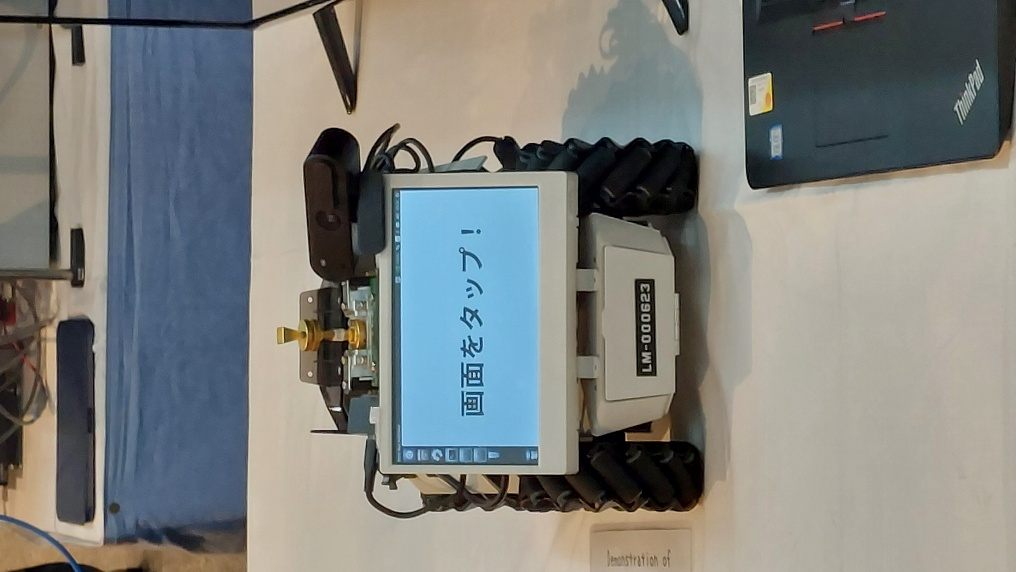 画面をタップ！
LM-000623
ThinkPad
Demonstration of